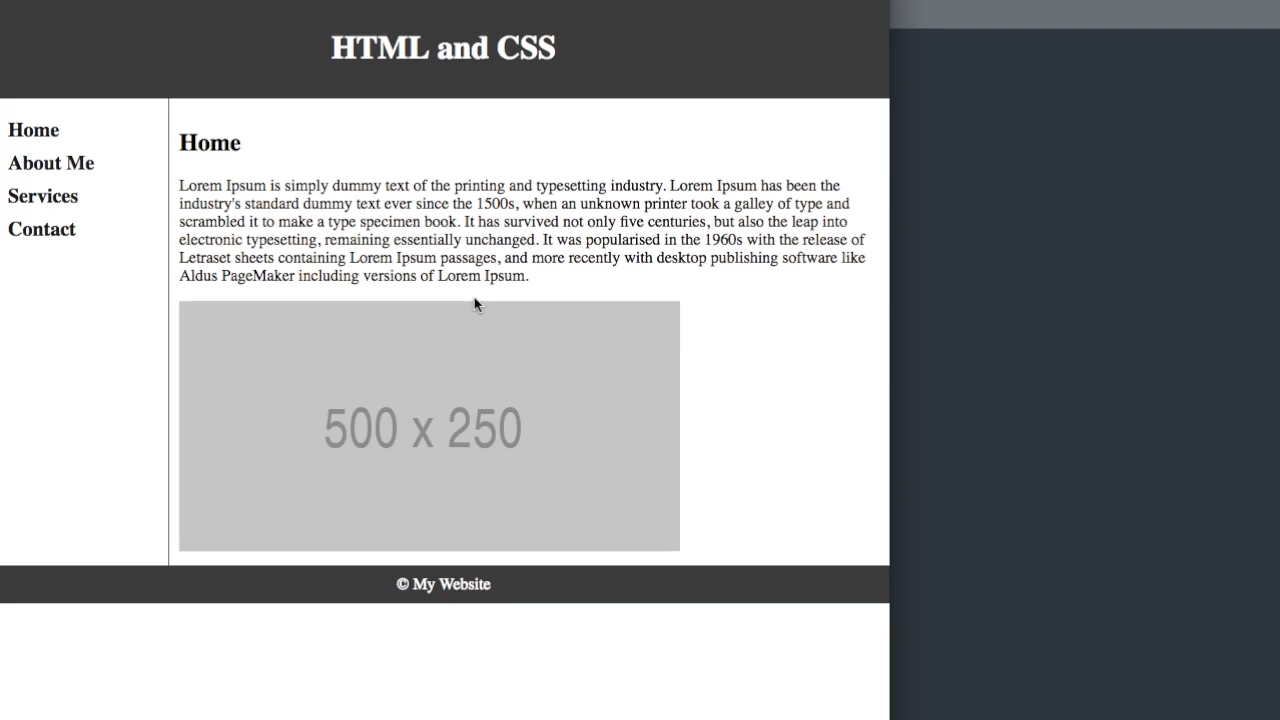 HTML and CSS
Home
About Me
Services
Contact
Home
Lorem Ipsum is simply dummy text of the printing and typesetting industry. Lorem Ipsum has been the
industry's standard dummy text ever since the 1500s, when an unknown printer took a galley of type and
scrambled it to make a type specimen book. It has survived not only five centuries, but also the leap into
electronic typesetting, remaining essentially unchanged. It was popularised in the 1960s with the release of
Letraset sheets containing Lorem Ipsum passages, and more recently with desktop publishing software like
Aldus PageMaker including versions of Lorem Ipsum.
500 x 250
© My Website